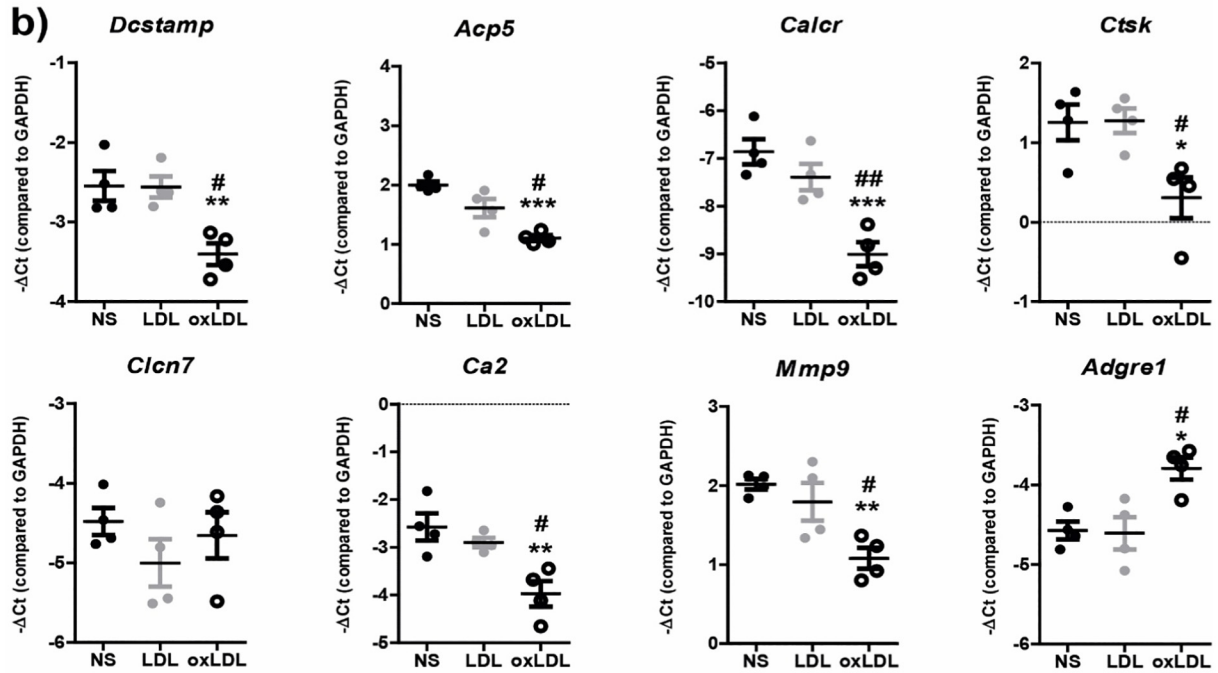 b)
Dcstamp
Acp5
Calcr
Ctsk
-ΔCt (compared to GAPDH)
-1
-2
-3
-4
#
**
NS LDL oxLDL
-ΔCt (compared to GAPDH)
4
3
2
1
0
#
***
NS LDL oxLDL
-ΔCt (compared to GAPDH)
-5
-6
-7
-8
-9
-10
##
***
NS LDL oxLDL
-ΔCt (compared to GAPDH)
2
1
0
-1
#
*
NS LDL oxLDL
Clcn7
Ca2
Mmp9
Adgre1
-ΔCt (compared to GAPDH)
-3
-4
-5
-6
NS LDL oxLDL
-ΔCt (compared to GAPDH)
0
-1
-2
-3
-4
-5
#
**
NS LDL oxLDL
-ΔCt (compared to GAPDH)
3
2
1
0
#
**
NS LDL oxLDL
-ΔCt (compared to GAPDH)
-3
-4
-5
-6
#
*
NS LDL oxLDL